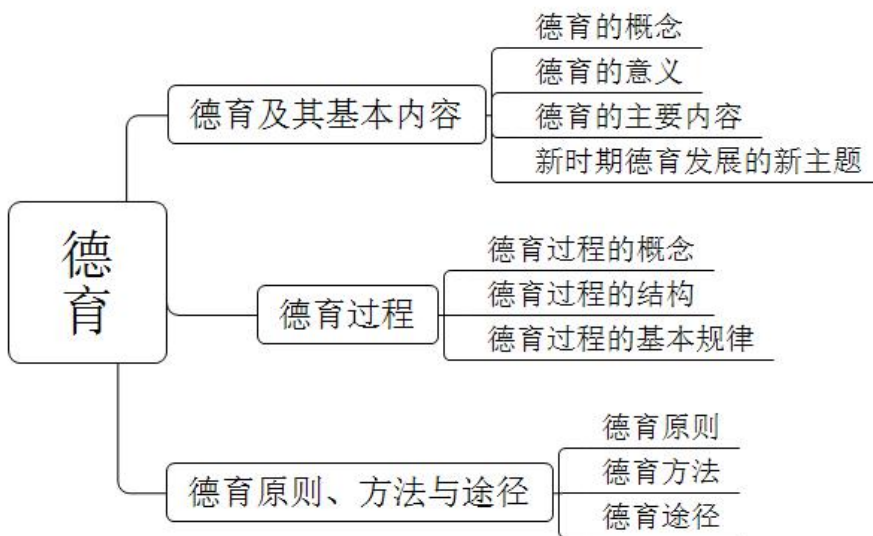 德育
德育及其基本内容
德育的概念
德育的意义
德育的主要内容
新时期德育发展的新主题
德育过程
德育过程的概念
德育过程的结构
德育过程的基本规律
德育原则、方法与途径
德育原则
德育方法
德育途径